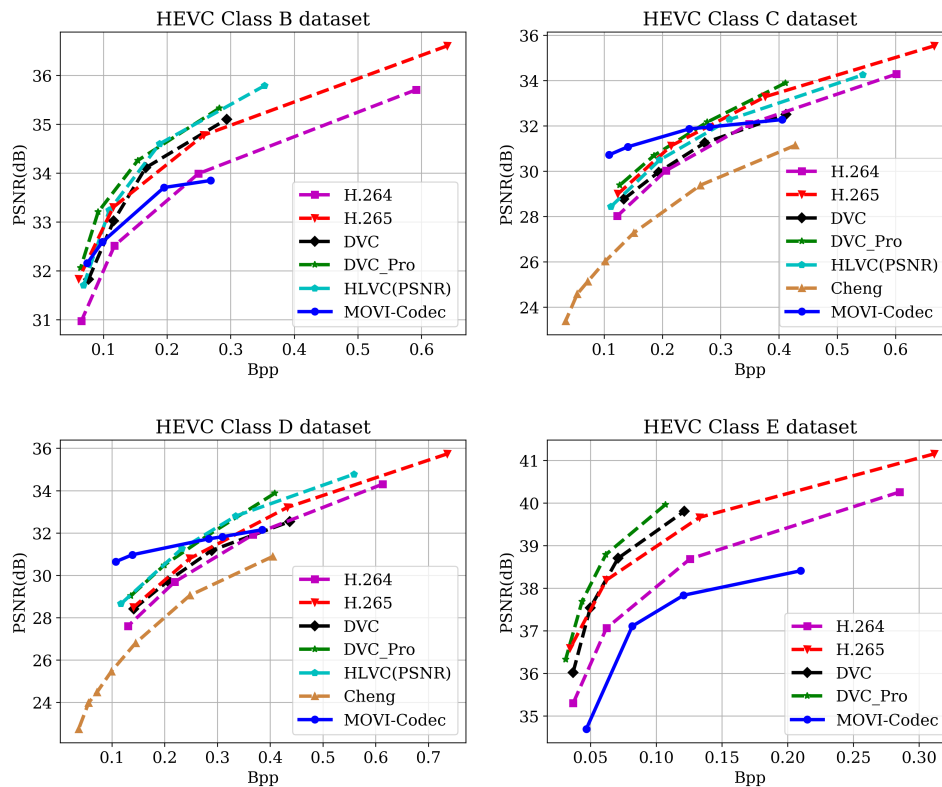 HEVC Class B dataset
PSNR(dB)
36
35
34
33
32
31
0.1 0.2 0.3 0.4 0.5 0.6
Bpp
H.264
H.265
DVC
DVC_Pro
HLVC(PSNR)
MOVI-Codec
HEVC Class C dataset
PSNR(dB)
36
34
32
30
28
26
24
0.1 0.2 0.3 0.4 0.5 0.6
Bpp
H.264
H.265
DVC
DVC_Pro
HLVC(PSNR)
Cheng
MOVI-Codec
HEVC Class D dataset
PSNR(dB)
36
34
32
30
28
26
24
0.1 0.2 0.3 0.4 0.5 0.6 0.7
Bpp
H.264
H.265
DVC
DVC_Pro
HLVC(PSNR)
Cheng
MOVI-Codec
HEVC Class E dataset
PSNR(dB)
41
40
39
38
37
36
35
0.05 0.10 0.15 0.20 0.25 0.30
Bpp
H.264
H.265
DVC
DVC_Pro
MOVI-Codec